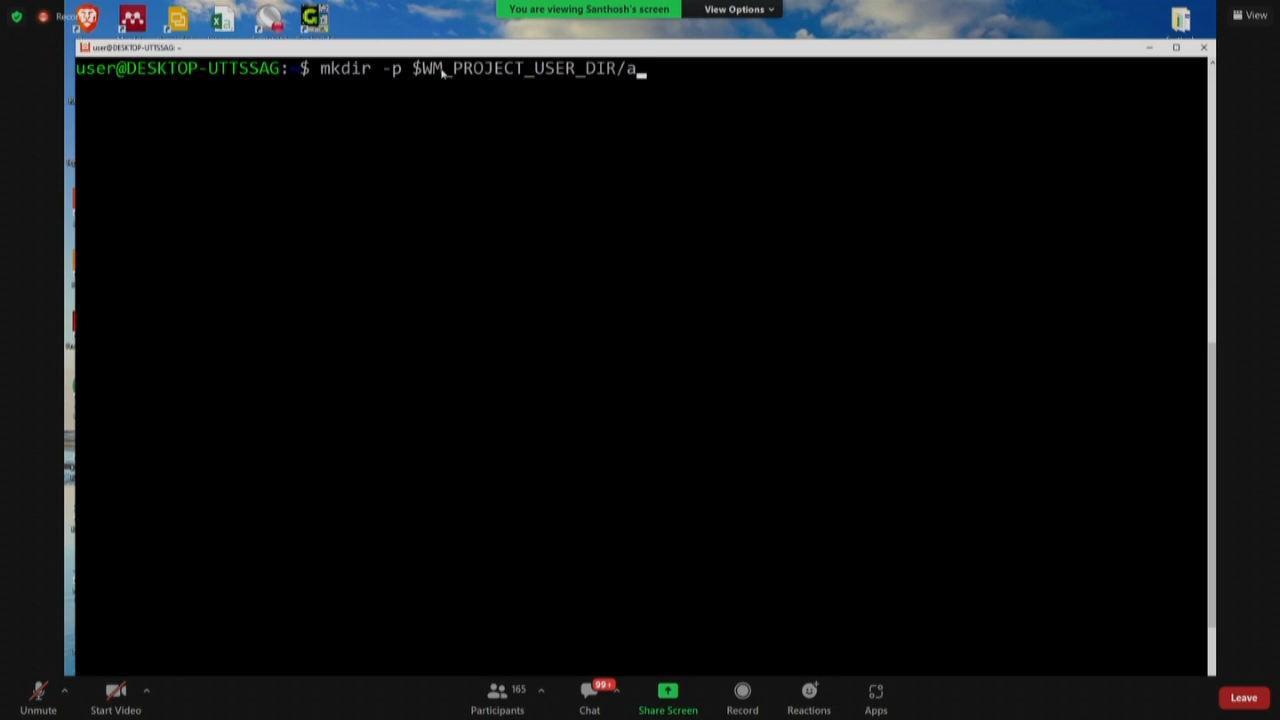 You are viewing Santhosh's screen
View Options
View
user@DESKTOP-UTTSSAG: ~
user@DESKTOP-UTTSSAG:~$ mkdir -p $WM_PROJECT_USER_DIR/a
Unmute
Start Video
165
Participants
99+
Chat
Share Screen
Record
Reactions
Apps
Leave